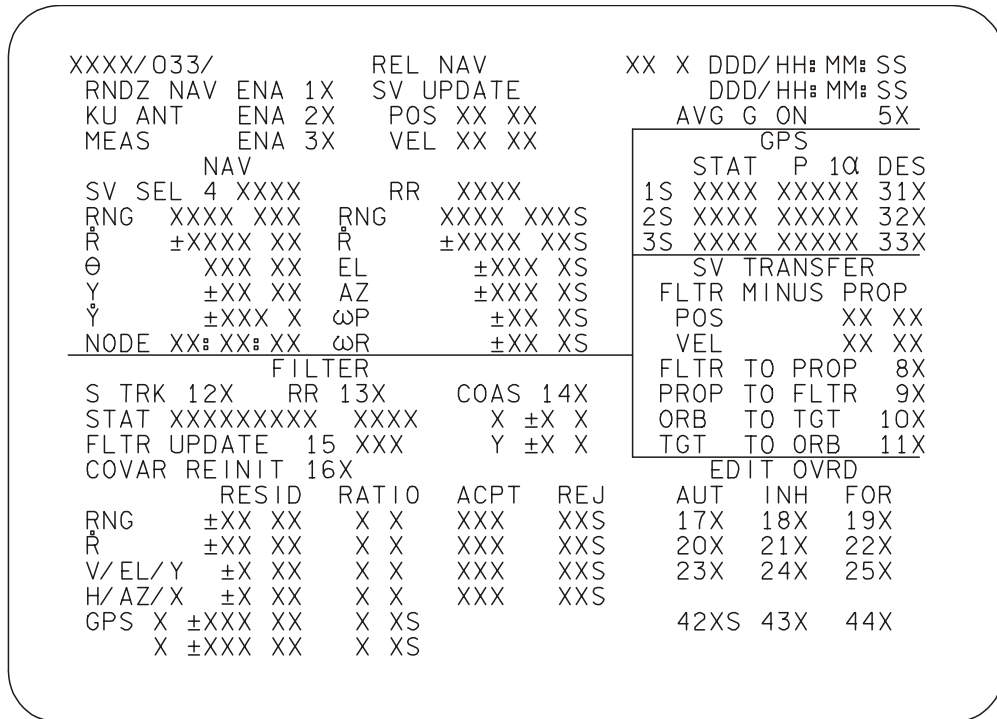 XXXX/033/ REL NAV XX X DDD/HH:MM:SS
RNDZ NAV ENA 1X SV UPDATE DDD/HH:MM:SS
KU ANT ENA 2X POS XX XX AVG G ON 5X
MEAS ENA 3X VEL XX XX GPS
NAV STAT P 1α DES
SV SEL 4 XXXX RR XXXX 1S XXXX XXXXX 31X
RNG XXXX XXX RNG XXXX XXXS 2S XXXX XXXXX 32X
Ṙ ±XXXX XX Ṙ ±XXXX XXS 3S XXXX XXXXX 33X
θ XXX XX EL ±XXX XS SV TRANSFER
Y ±XX XX AZ ±XXX XS FLTR MINUS PROP
Ẏ ±XXX X ωP ±XX XS POS XX XX
NODE XX:XX:XX ωR ±XX XS VEL XX XX
FILTER FLTR TO PROP 8X
S TRK 12X RR 13X COAS 14X PROP TO FLTR 9X
STAT XXXXXXXXX XXXX X ±X X ORB TO TGT 10X
FLTR UPDATE 15 XXX Y ±X X TGT TO ORB 11X
COVAR REINIT 16X EDIT OVRD
RESID RATIO ACPT REJ AUT INH FOR
RNG ±XX XX X X XXX XXS 17X 18X 19X
Ṙ ±XX XX X X XXX XXS 20X 21X 22X
V/EL/Y ±X XX X X XXX XXS 23X 24X 25X
H/AZ/X ±X XX X X XXX XXS
GPS X ±XXX XX X XS 42XS 43X 44X
X ±XXX XX X XS